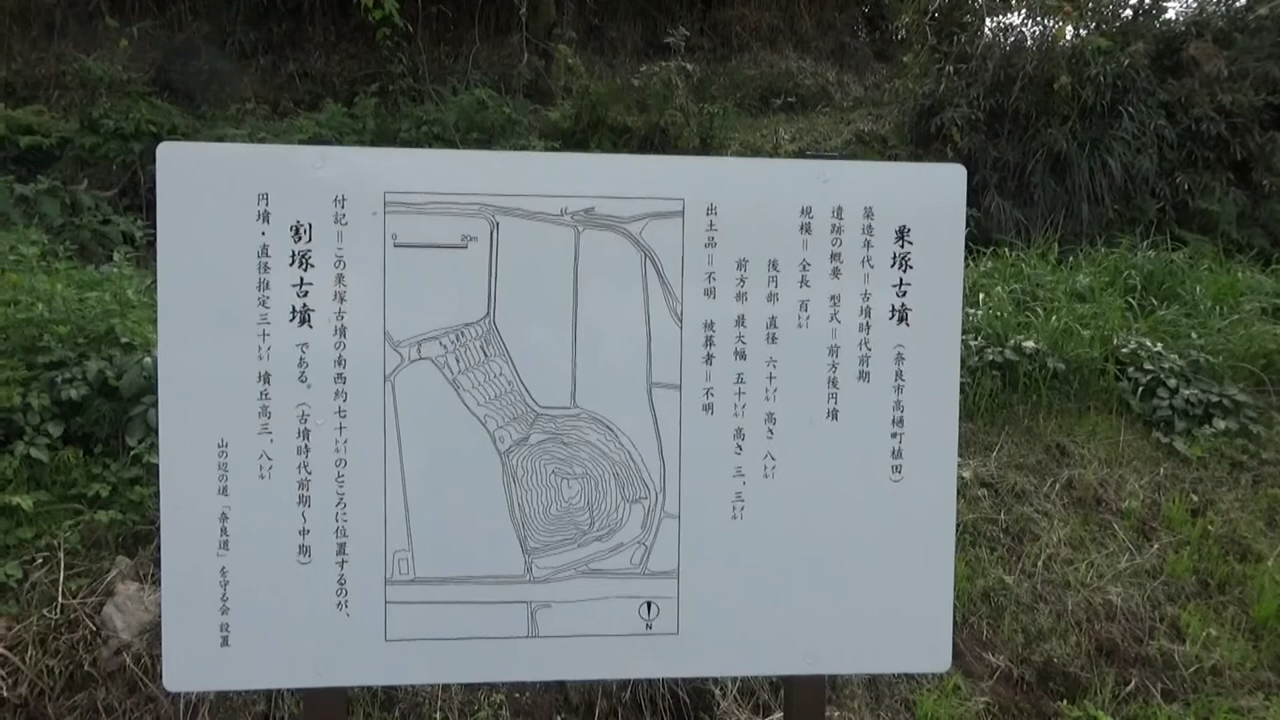 栗塚古墳（奈良市高樋町植田）
築造年代＝古墳時代前期
遺跡の概要　型式＝前方後円墳
規模＝全長　百㍍
後円部　直径　六十㍍　高さ　八㍍
前方部　最大幅　五十㍍　高さ　三，三㍍
出土品＝不明　被葬者＝不明
0　20m
N
付記＝この栗塚古墳の南西約七十㍍のところに位置するのが、
割塚古墳である。（古墳時代前期～中期）
円墳・直径推定三十㍍　墳丘高三，八㍍
山の辺の道「奈良道」を守る会　設置